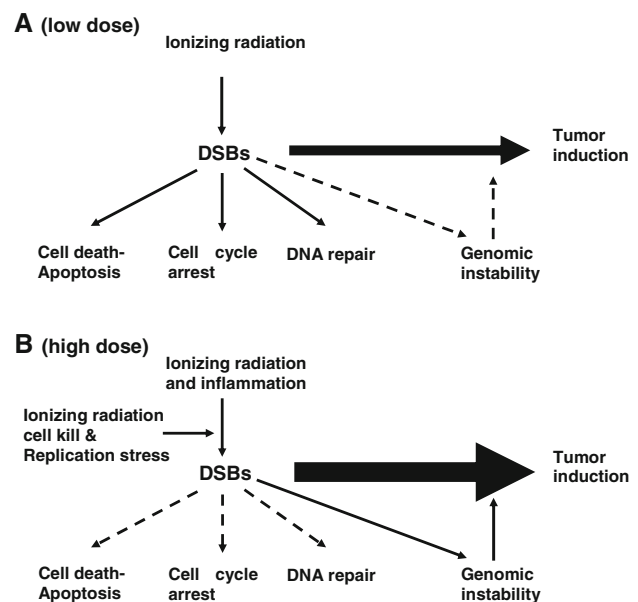 A (low dose)
Ionizing radiation
DSBs
Tumor
induction
Cell death-
Apoptosis
Cell cycle
arrest
DNA repair
Genomic
instability
B (high dose)
Ionizing radiation
and inflammation
Ionizing radiation
cell kill &
Replication stress
DSBs
Tumor
induction
Cell death-
Apoptosis
Cell cycle
arrest
DNA repair
Genomic
instability